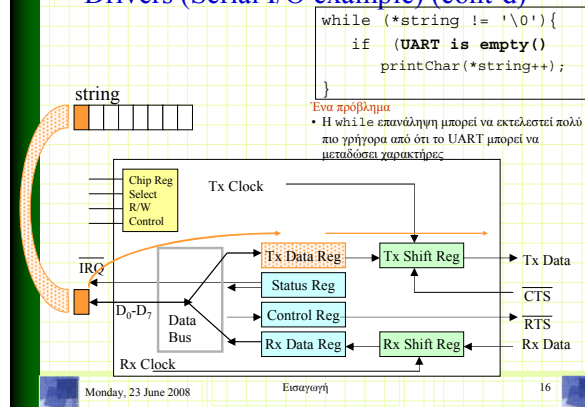 Drivers (Serial I/O example) (cont'd)
while (*string != '\0'){
if (UART is empty()
printChar(*string++);
}
string
Ένα πρόβλημα
• Η while επανάληψη μπορεί να εκτελεστεί πολύ
πιο γρήγορα από ότι το UART μπορεί να
μεταδώσει χαρακτήρες
Chip Reg
Select
R/W
Control
Tx Clock
Tx Data Reg
Tx Shift Reg
Tx Data
IRQ
Status Reg
CTS
D0-D7
Data
Bus
Control Reg
RTS
Rx Data Reg
Rx Shift Reg
Rx Data
Rx Clock
Monday, 23 June 2008
Εισαγωγή
16